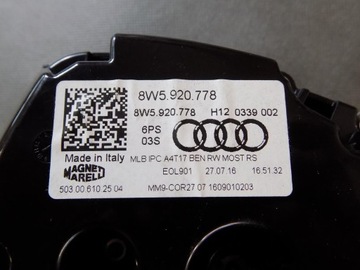 8W5.920.778
8W5.920.778 H12 0339 002
6PS
03S
Made in Italy MLB IPC A4T17 BEN RW MOST RS
MAGNETI MARELLI EOL901 27.07.16 16.51.32
503 00 610 25 04 MM9-COR27 07 1609010203